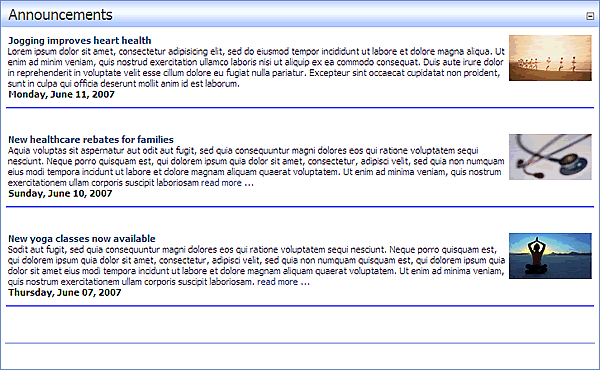 Announcements
Jogging improves heart health
Lorem ipsum dolor sit amet, consectetur adipisicing elit, sed do eiusmod tempor incididunt ut labore et dolore magna aliqua. Ut
enim ad minim veniam, quis nostrud exercitation ullamco laboris nisi ut aliquip ex ea commodo consequat. Duis aute irure dolor
in reprehenderit in voluptate velit esse cillum dolore eu fugiat nulla pariatur. Excepteur sint occaecat cupidatat non proident,
sunt in culpa qui officia deserunt mollit anim id est laborum.
Monday, June 11, 2007
New healthcare rebates for families
Aquia voluptas sit aspernatur aut odit aut fugit, sed quia consequuntur magni dolores eos qui ratione voluptatem sequi
nesciunt. Neque porro quisquam est, qui dolorem ipsum quia dolor sit amet, consectetur, adipisci velit, sed quia non numquam
eius modi tempora incidunt ut labore et dolore magnam aliquam quaerat voluptatem. Ut enim ad minima veniam, quis nostrum
exercitationem ullam corporis suscipit laboriosam read more ...
Sunday, June 10, 2007
New yoga classes now available
Sodit aut fugit, sed quia consequuntur magni dolores eos qui ratione voluptatem sequi nesciunt. Neque porro quisquam est,
qui dolorem ipsum quia dolor sit amet, consectetur, adipisci velit, sed quia non numquam quisquam est, qui dolorem ipsum quia
dolor sit amet eius modi tempora incidunt ut labore et dolore magnam aliquam quaerat voluptatem. Ut enim ad minima veniam,
quis nostrum exercitationem ullam corporis suscipit laboriosam. read more ...
Thursday, June 07, 2007